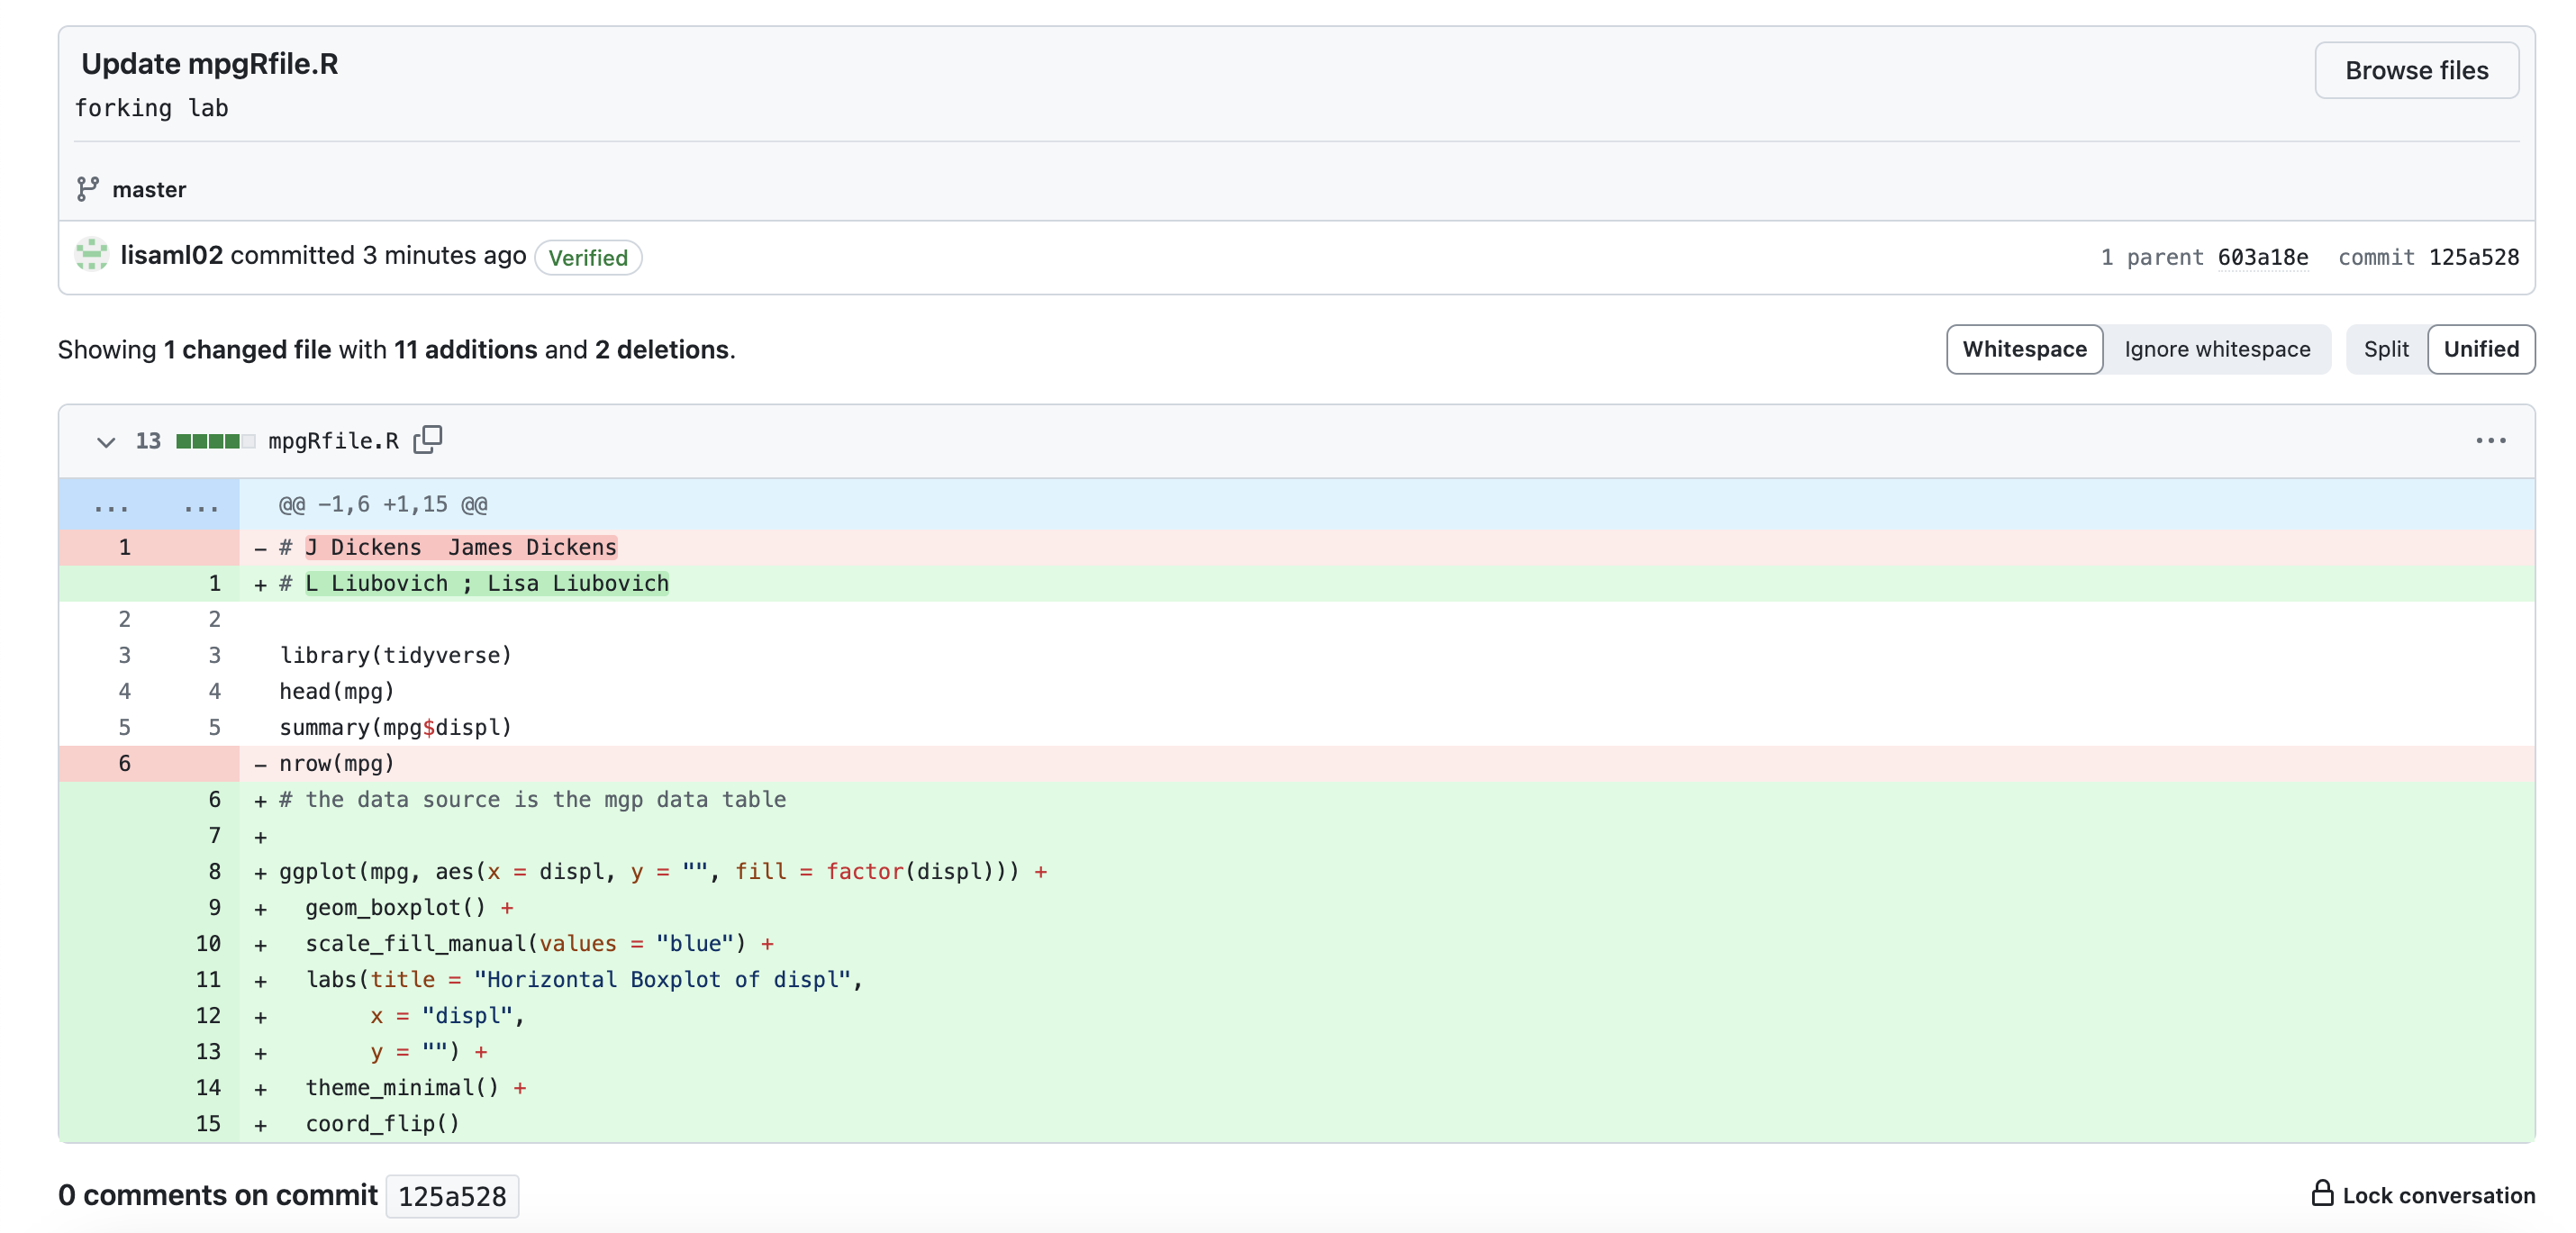 Update mpgRfile.R
Browse files
forking lab
master
lisaml02 committed 3 minutes ago Verified
1 parent 603a18e commit 125a528
Showing 1 changed file with 11 additions and 2 deletions.
Whitespace Ignore whitespace Split Unified
13 mpgRfile.R
... ... @@ -1,6 +1,15 @@
1 - # J Dickens  James Dickens
1 + # L Liubovich ; Lisa Liubovich
2 2
3 3 library(tidyverse)
4 4 head(mpg)
5 5 summary(mpg$displ)
6 - nrow(mpg)
6 + # the data source is the mgp data table
7 +
8 + ggplot(mpg, aes(x = displ, y = "", fill = factor(displ))) +
9 +   geom_boxplot() +
10 +   scale_fill_manual(values = "blue") +
11 +   labs(title = "Horizontal Boxplot of displ",
12 +        x = "displ",
13 +        y = "") +
14 +   theme_minimal() +
15 +   coord_flip()
0 comments on commit 125a528
Lock conversation